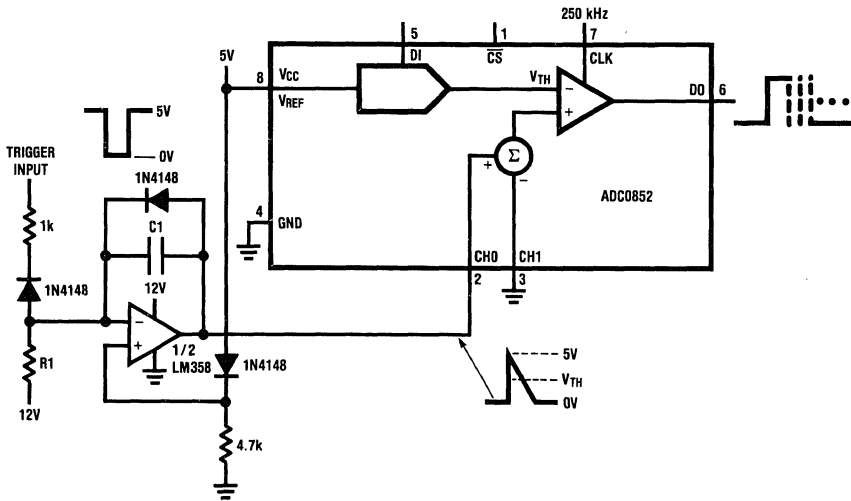 250 kHz
5
1
7
DI
CS
CLK
5V
8
VCC
VREF
VTH
−
+
DO
6
5V
0V
Σ
+
−
TRIGGER
INPUT
1N4148
ADC0852
4
GND
1k
C1
CH0
CH1
2
3
1N4148
12V
−
+
1/2
LM358
1N4148
R1
5V
VTH
0V
12V
4.7k